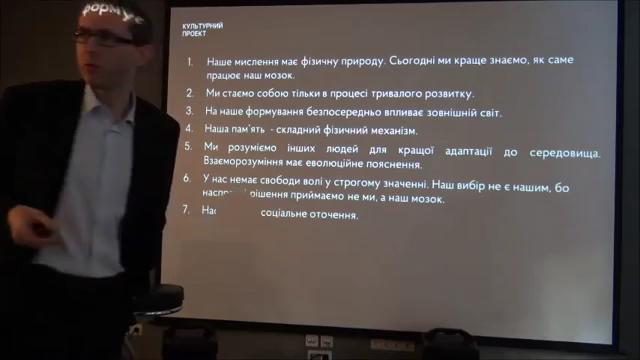 формує
КУЛЬТУРНИЙ
ПРОЕКТ
1. Наше мислення має фізичну природу. Сьогодні ми краще знаємо, як саме
працює наш мозок.
2. Ми стаємо собою тільки в процесі тривалого розвитку.
3. На наше формування безпосередньо впливає зовнішній світ.
4. Наша пам'ять - складний фізичний механізм.
5. Ми розуміємо інших людей для кращої адаптації до середовища.
Взаєморозуміння має еволюційне пояснення.
6. У нас немає свободи волі у строгому значенні. Наш вибір не є нашим, бо
рішення приймаємо не ми, а наш мозок.
7. соціальне оточення.